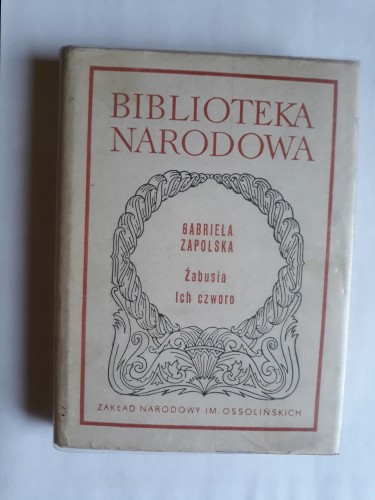 BIBLIOTEKA
NARODOWA
GABRIELA
ZAPOLSKA
Żabusia
Ich czworo
ZAKŁAD NARODOWY IM. OSSOLIŃSKICH